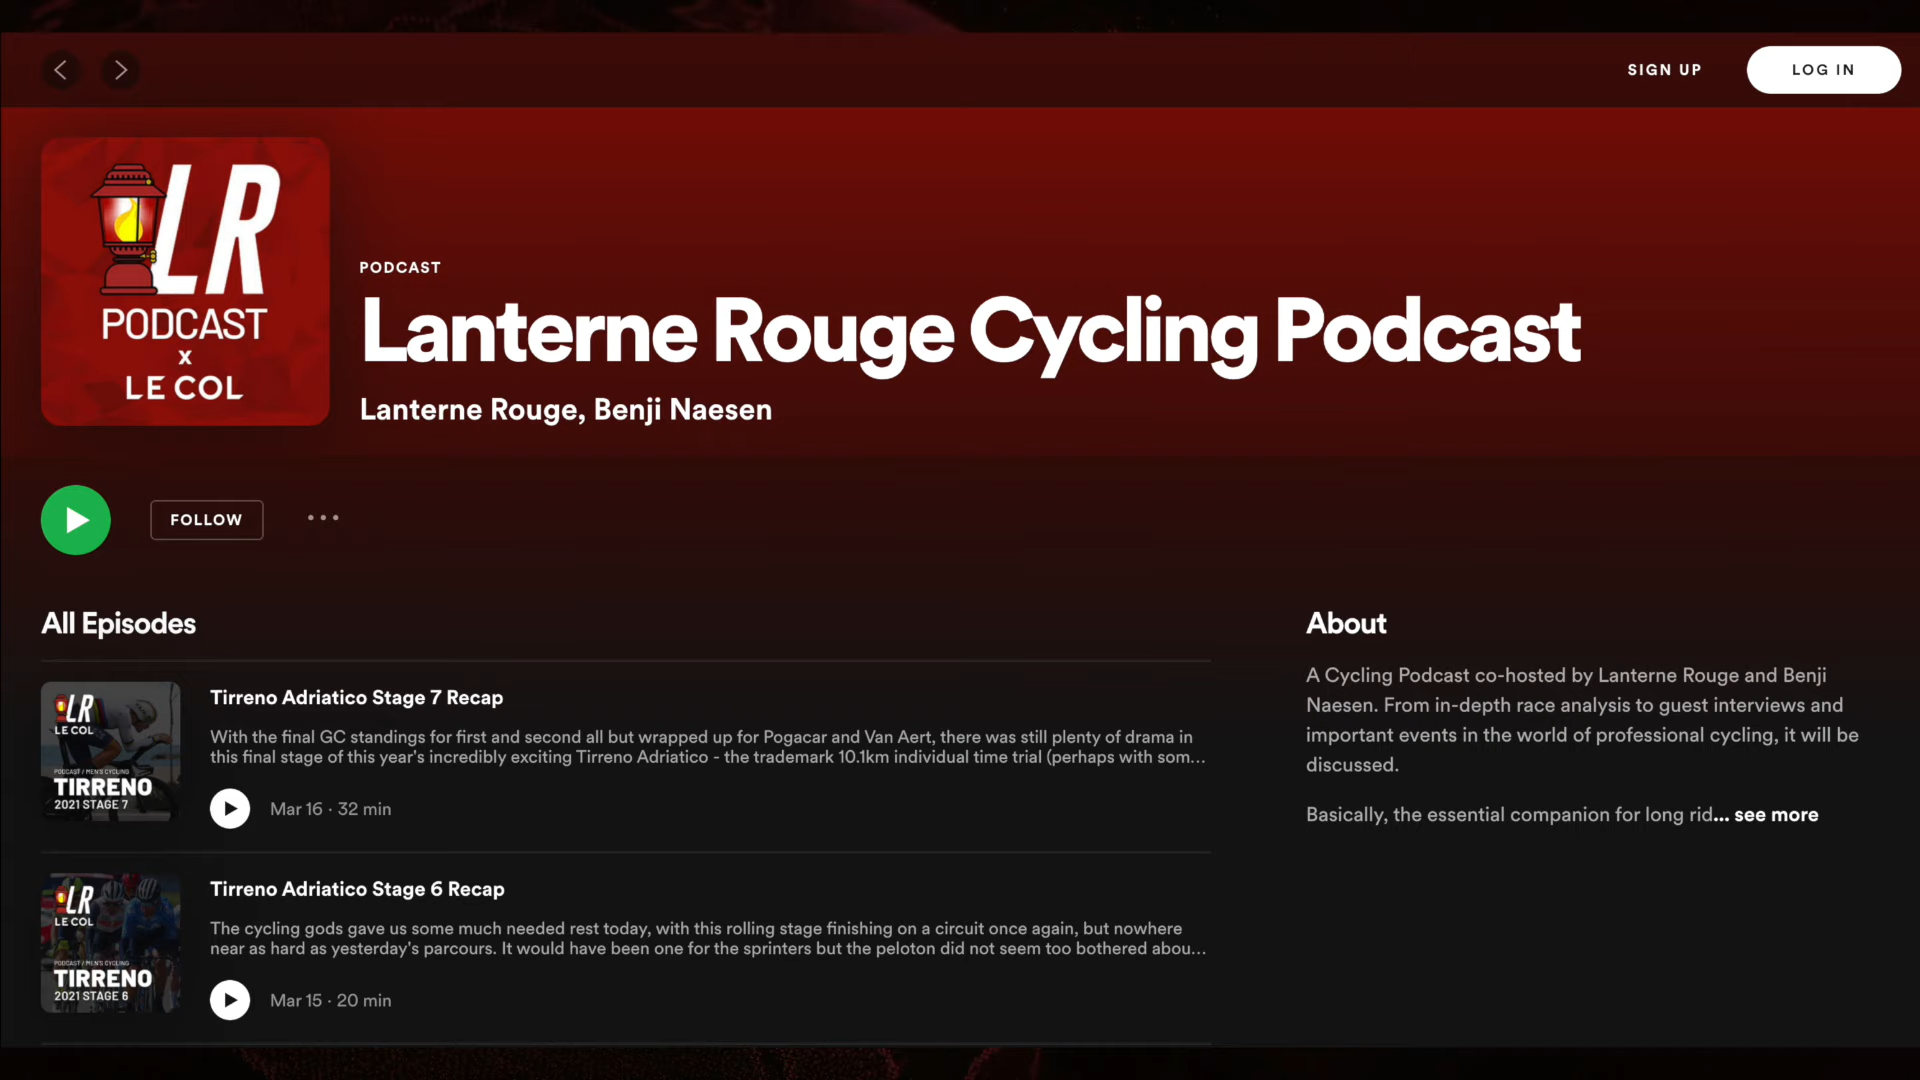 SIGN UP
LOG IN
LR
PODCAST
x
LE COL
PODCAST
Lanterne Rouge Cycling Podcast
Lanterne Rouge, Benji Naesen
FOLLOW
All Episodes
LR
LE COL
PODCAST / MEN'S CYCLING
TIRRENO
2021 STAGE 7
Tirreno Adriatico Stage 7 Recap
With the final GC standings for first and second all but wrapped up for Pogacar and Van Aert, there was still plenty of drama in
this final stage of this year's incredibly exciting Tirreno Adriatico - the trademark 10.1km individual time trial (perhaps with som...
Mar 16 · 32 min
LR
LE COL
PODCAST / MEN'S CYCLING
TIRRENO
2021 STAGE 6
Tirreno Adriatico Stage 6 Recap
The cycling gods gave us some much needed rest today, with this rolling stage finishing on a circuit once again, but nowhere
near as hard as yesterday's parcours. It would have been one for the sprinters but the peloton did not seem too bothered abou...
Mar 15 · 20 min
About
A Cycling Podcast co-hosted by Lanterne Rouge and Benji
Naesen. From in-depth race analysis to guest interviews and
important events in the world of professional cycling, it will be
discussed.
Basically, the essential companion for long rid... see more